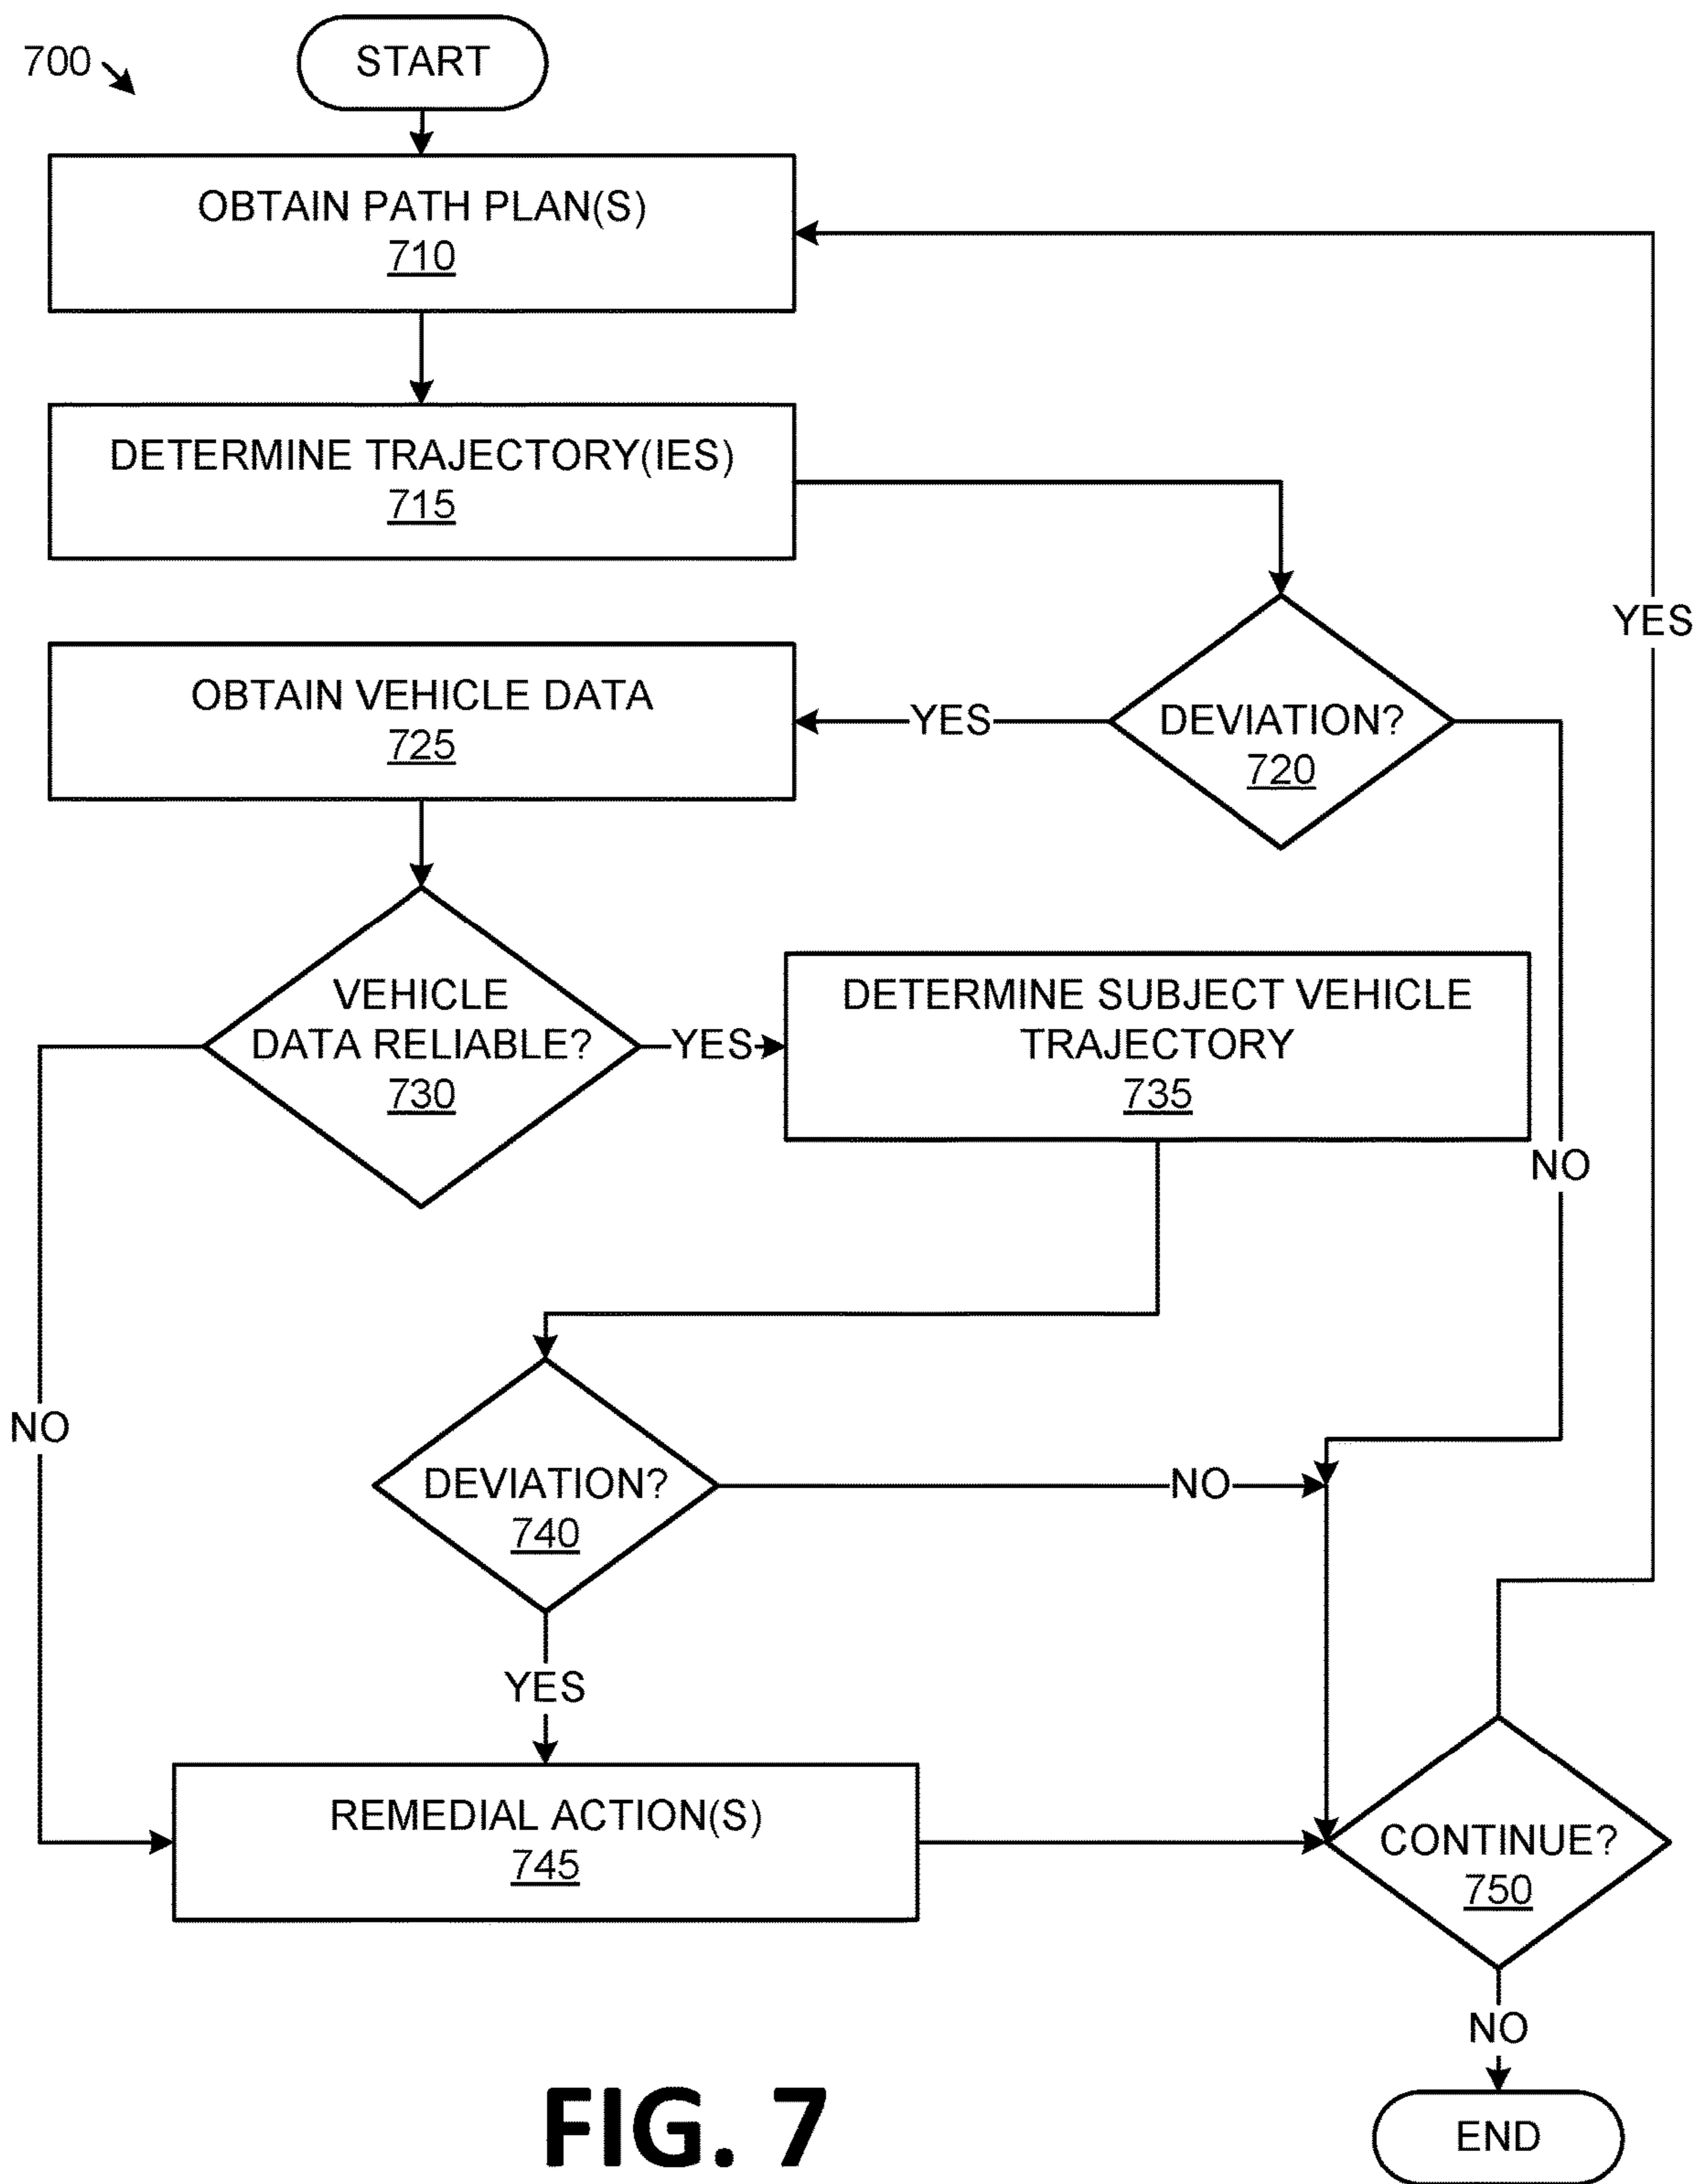 700
START
OBTAIN PATH PLAN(S)
710
DETERMINE TRAJECTORY(IES)
715
YES
OBTAIN VEHICLE DATA
725
YES
DEVIATION?
720
VEHICLE
DATA RELIABLE?
730
YES
DETERMINE SUBJECT VEHICLE
TRAJECTORY
735
NO
NO
DEVIATION?
740
NO
YES
REMEDIAL ACTION(S)
745
CONTINUE?
750
NO
END
FIG. 7